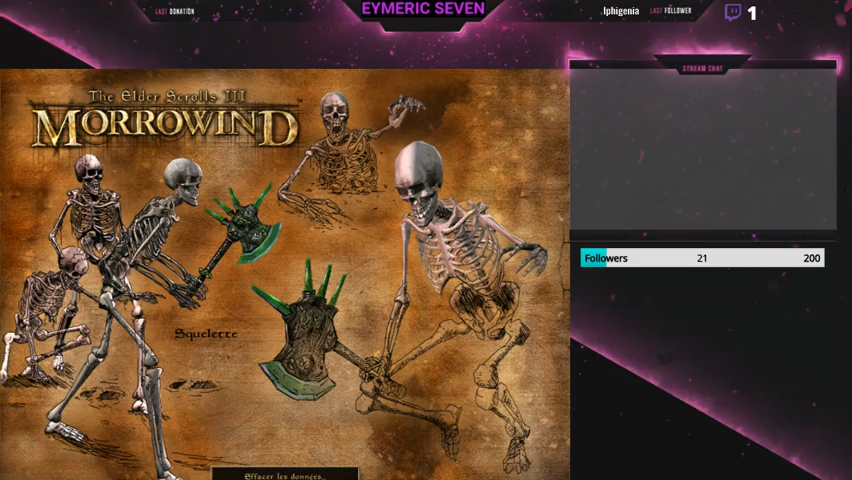 LAST DONATION
EYMERIC SEVEN
Iphigenia
LAST FOLLOWER
1
STREAM CHAT
The Elder Scrolls III
MORROWIND
Followers 21 200
Squelette
Effacer les données...